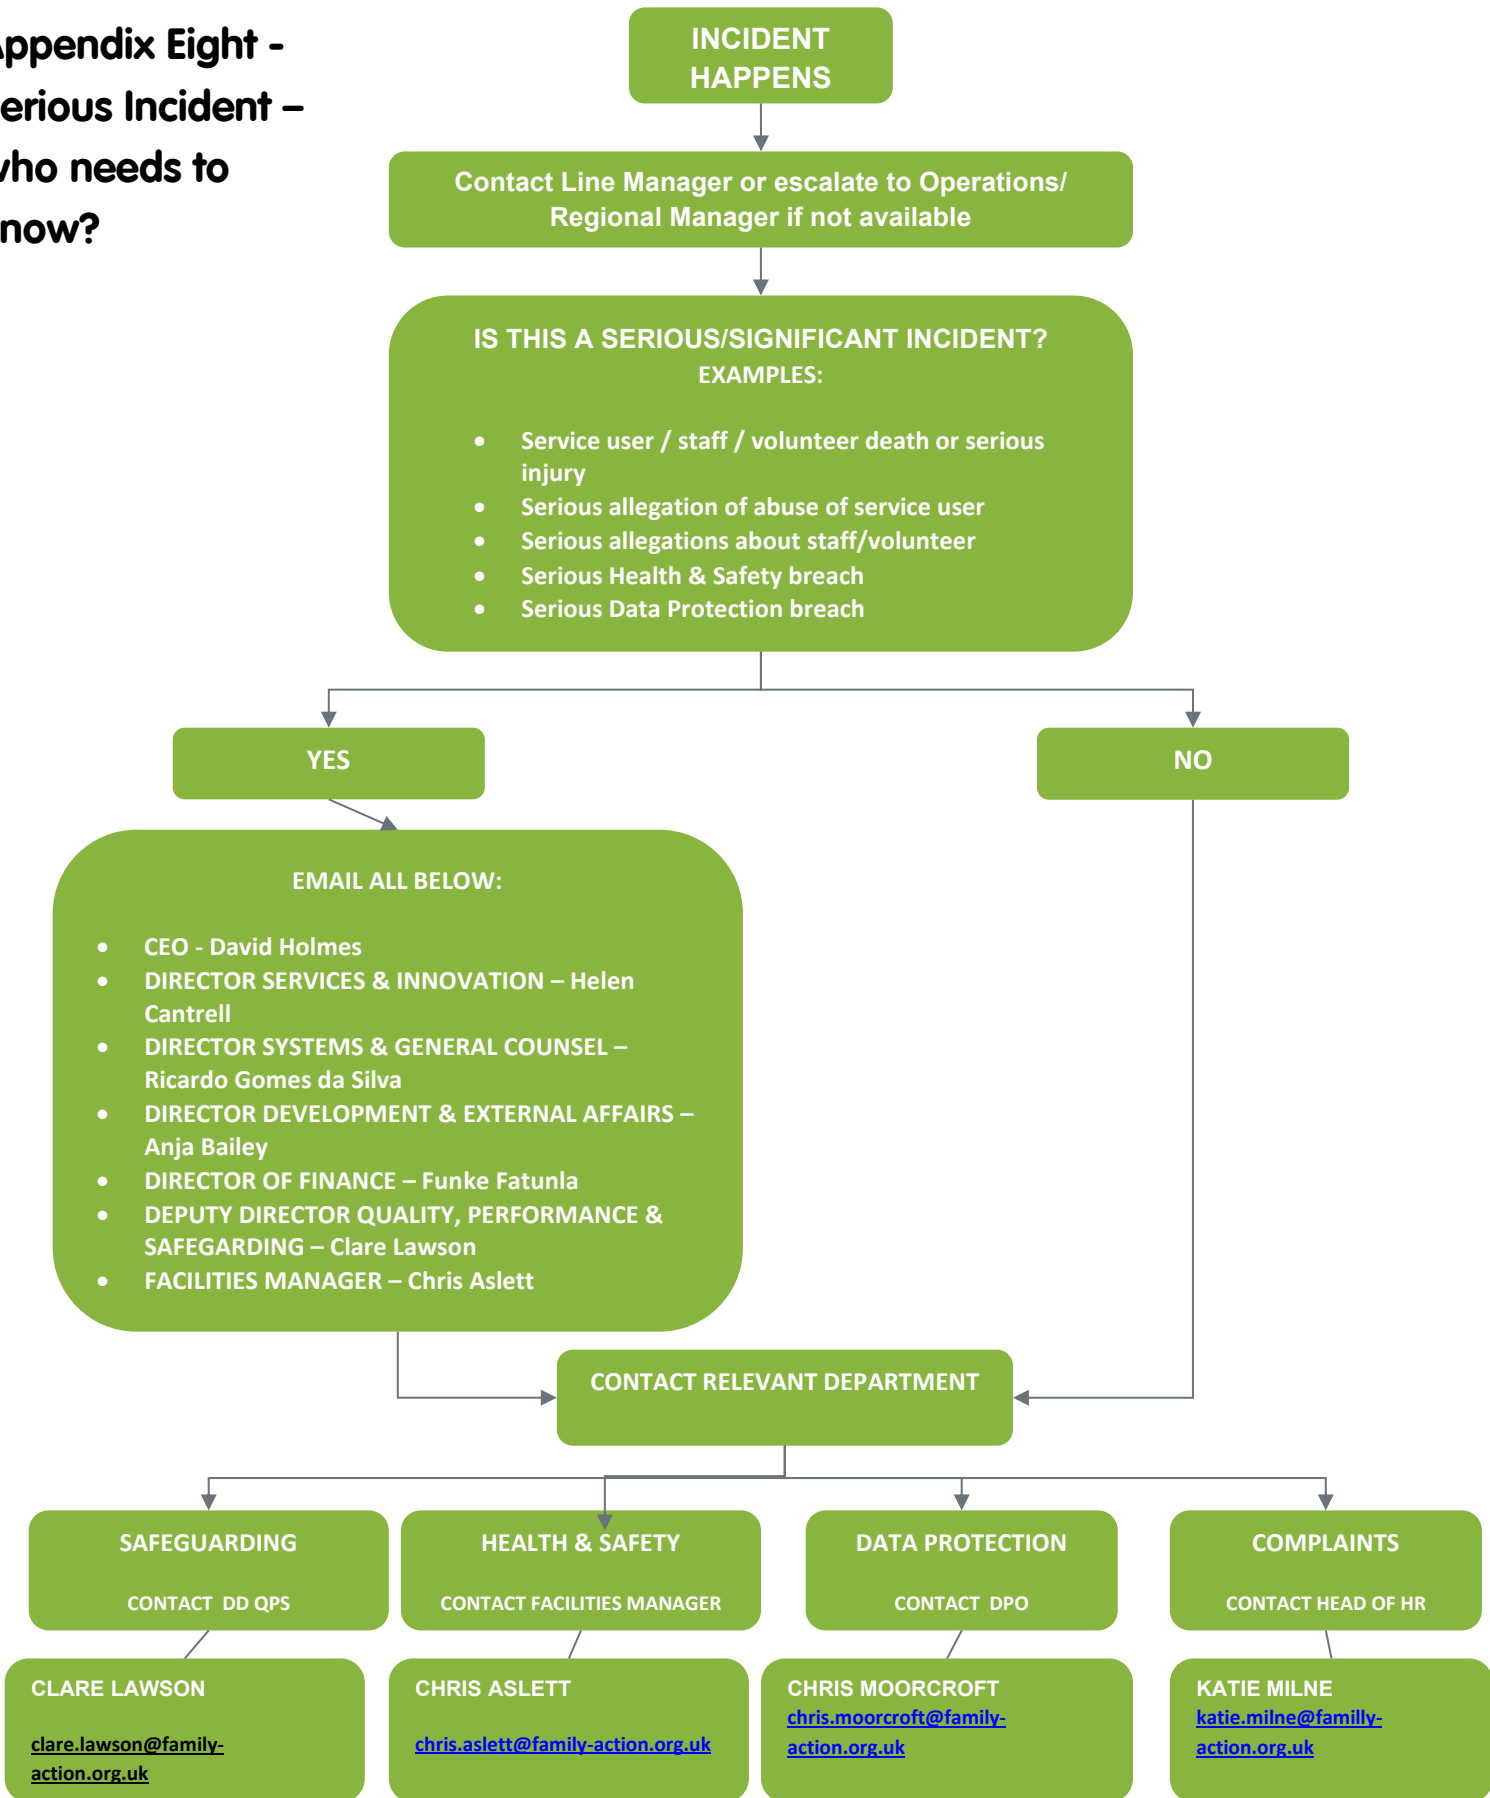 ppendix Eight -
erious Incident –
ho needs to
now?
INCIDENT
HAPPENS
Contact Line Manager or escalate to Operations/
Regional Manager if not available
IS THIS A SERIOUS/SIGNIFICANT INCIDENT?
EXAMPLES:
• Service user / staff / volunteer death or serious
injury
• Serious allegation of abuse of service user
• Serious allegations about staff/volunteer
• Serious Health & Safety breach
• Serious Data Protection breach
YES
NO
EMAIL ALL BELOW:
• CEO - David Holmes
• DIRECTOR SERVICES & INNOVATION – Helen
Cantrell
• DIRECTOR SYSTEMS & GENERAL COUNSEL –
Ricardo Gomes da Silva
• DIRECTOR DEVELOPMENT & EXTERNAL AFFAIRS –
Anja Bailey
• DIRECTOR OF FINANCE – Funke Fatunla
• DEPUTY DIRECTOR QUALITY, PERFORMANCE &
SAFEGARDING – Clare Lawson
• FACILITIES MANAGER – Chris Aslett
CONTACT RELEVANT DEPARTMENT
SAFEGUARDING
CONTACT DD QPS
HEALTH & SAFETY
CONTACT FACILITIES MANAGER
DATA PROTECTION
CONTACT DPO
COMPLAINTS
CONTACT HEAD OF HR
CLARE LAWSON
clare.lawson@family-
action.org.uk
CHRIS ASLETT
chris.aslett@family-action.org.uk
CHRIS MOORCROFT
chris.moorcroft@family-
action.org.uk
KATIE MILNE
katie.milne@familly-
action.org.uk